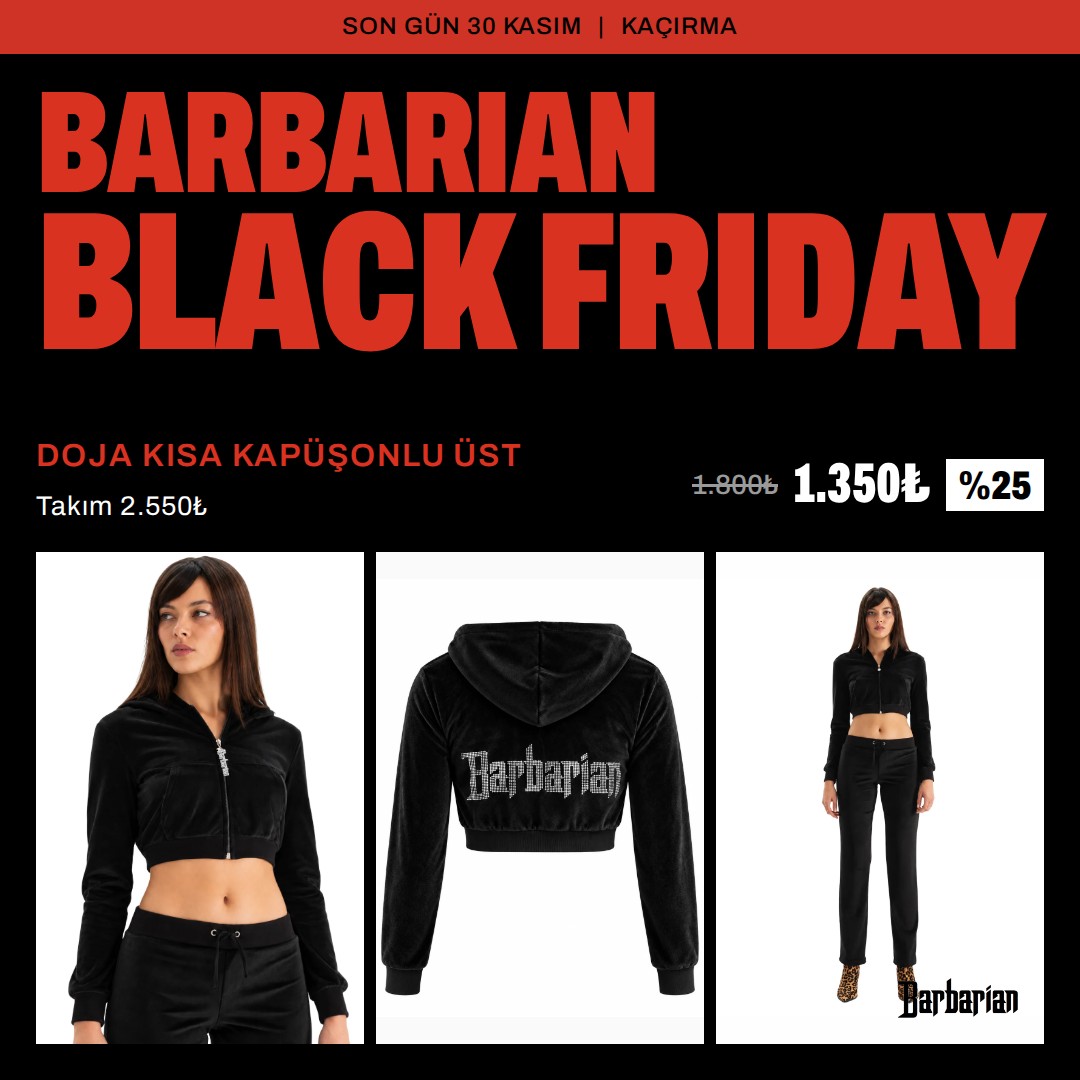 SON GÜN 30 KASIM | KAÇIRMA
BARBARIAN
BLACK FRIDAY
DOJA KISA KAPÜŞONLU ÜST
Takım 2.550₺
1.800₺ 1.350₺ %25
Barbarian
Barbarian